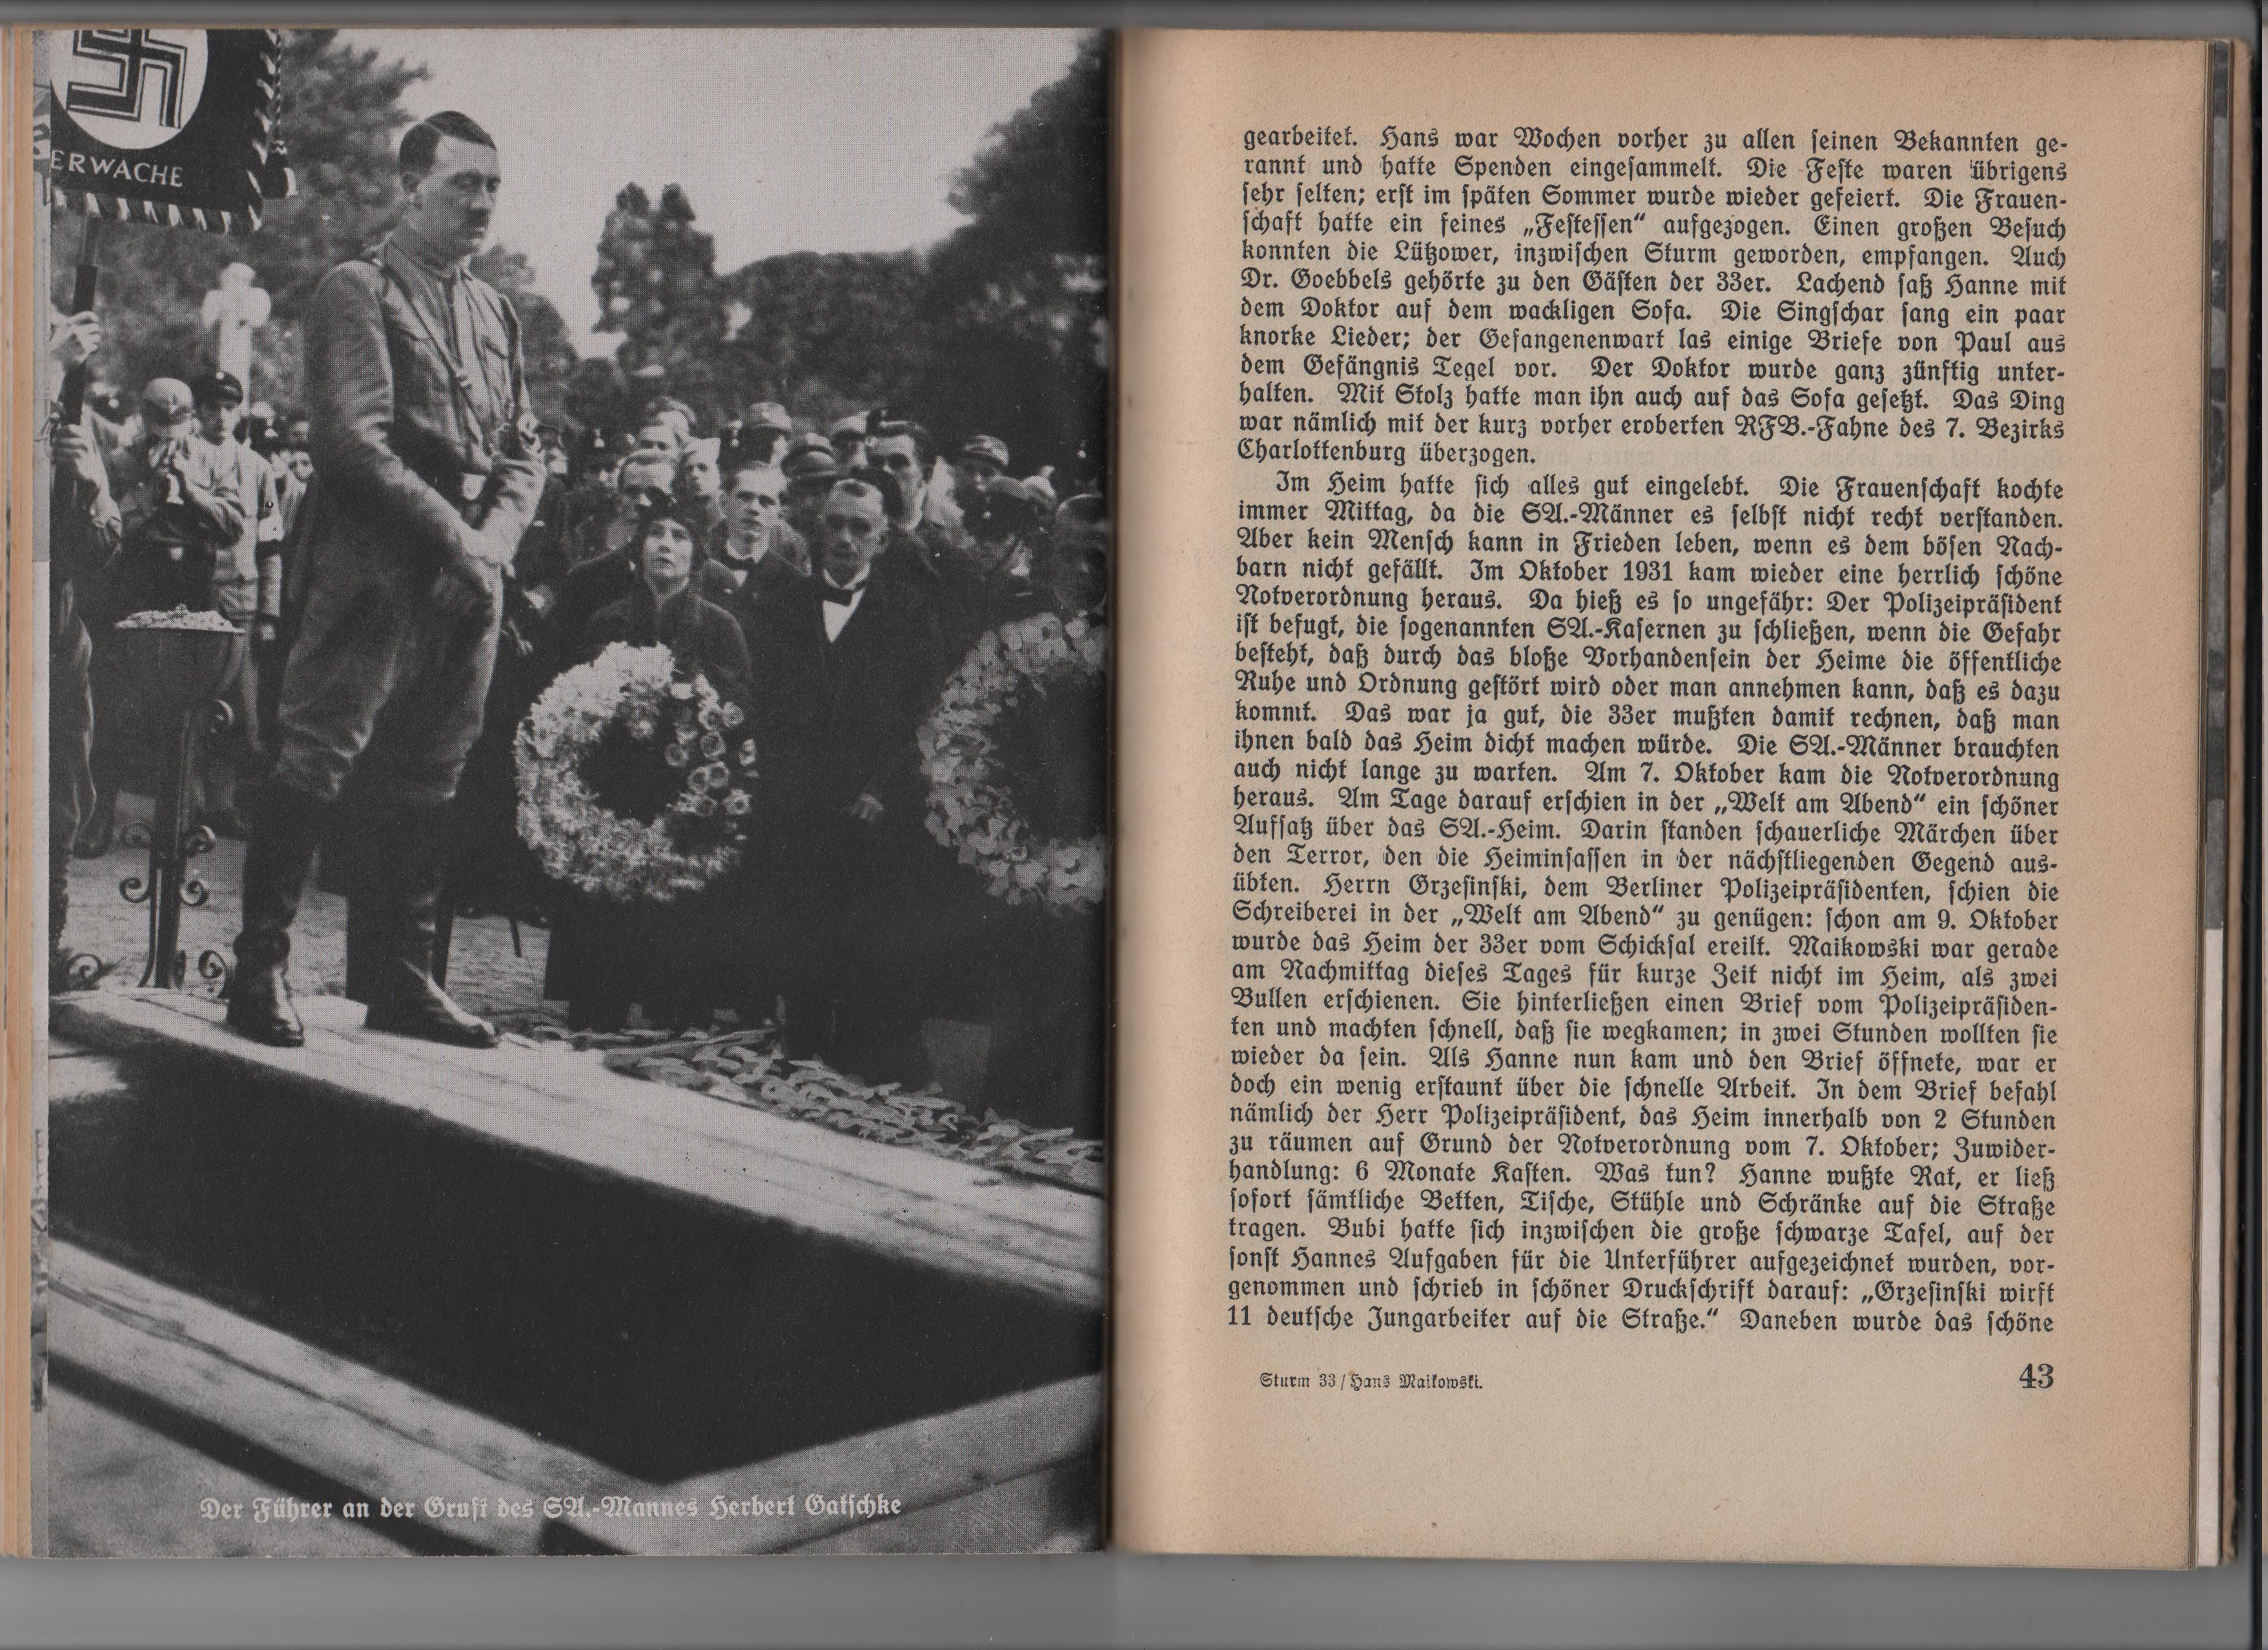 ERWACHE
Der Führer an der Gruft des SA.-Mannes Herbert Gatschke
gearbeitet. Hans war Wochen vorher zu allen seinen Bekannten ge-
rannt und hatte Spenden eingesammelt. Die Feste waren übrigens
sehr selten; erst im späten Sommer wurde wieder gefeiert. Die Frauen-
schaft hatte ein feines „Festessen“ aufgezogen. Einen großen Besuch
konnten die Lützower, inzwischen Sturm geworden, empfangen. Auch
Dr. Goebbels gehörte zu den Gästen der 33er. Lachend saß Hanne mit
dem Doktor auf dem wackligen Sofa. Die Singschar sang ein paar
knorke Lieder; der Gefangenenwart las einige Briefe von Paul aus
dem Gefängnis Tegel vor. Der Doktor wurde ganz zünftig unter-
halten. Mit Stolz hatte man ihn auch auf das Sofa gesetzt. Das Ding
war nämlich mit der kurz vorher eroberten RFB.-Fahne des 7. Bezirks
Charlottenburg überzogen.
Im Heim hatte sich alles gut eingelebt. Die Frauenschaft kochte
immer Mittag, da die SA.-Männer es selbst nicht recht verstanden.
Aber kein Mensch kann in Frieden leben, wenn es dem bösen Nach-
barn nicht gefällt. Im Oktober 1931 kam wieder eine herrlich schöne
Notverordnung heraus. Da hieß es so ungefähr: Der Polizeipräsident
ist befugt, die sogenannten SA.-Kasernen zu schließen, wenn die Gefahr
besteht, daß durch das bloße Vorhandensein der Heime die öffentliche
Ruhe und Ordnung gestört wird oder man annehmen kann, daß es dazu
kommt. Das war ja gut, die 33er mußten damit rechnen, daß man
ihnen bald das Heim dicht machen würde. Die SA.-Männer brauchten
auch nicht lange zu warten. Am 7. Oktober kam die Notverordnung
heraus. Am Tage darauf erschien in der „Welt am Abend“ ein schöner
Aufsatz über das SA.-Heim. Darin standen schauerliche Märchen über
den Terror, den die Heiminsassen in der nächstliegenden Gegend aus-
übten. Herrn Grzesinski, dem Berliner Polizeipräsidenten, schien die
Schreiberei in der „Welt am Abend“ zu genügen: schon am 9. Oktober
wurde das Heim der 33er vom Schicksal ereilt. Maikowski war gerade
am Nachmittag dieses Tages für kurze Zeit nicht im Heim, als zwei
Bullen erschienen. Sie hinterließen einen Brief vom Polizeipräsiden-
ten und machten schnell, daß sie wegkamen; in zwei Stunden wollten sie
wieder da sein. Als Hanne nun kam und den Brief öffnete, war er
doch ein wenig erstaunt über die schnelle Arbeit. In dem Brief befahl
nämlich der Herr Polizeipräsident, das Heim innerhalb von 2 Stunden
zu räumen auf Grund der Notverordnung vom 7. Oktober; Zuwider-
handlung: 6 Monate Kasten. Was tun? Hanne wußte Rat, er ließ
sofort sämtliche Betten, Tische, Stühle und Schränke auf die Straße
tragen. Bubi hatte sich inzwischen die große schwarze Tafel, auf der
sonst Hannes Aufgaben für die Unterführer aufgezeichnet wurden, vor-
genommen und schrieb in schöner Druckschrift darauf: „Grzesinski wirft
11 deutsche Jungarbeiter auf die Straße.“ Daneben wurde das schöne
Sturm 33 / Hans Maikowski.
43